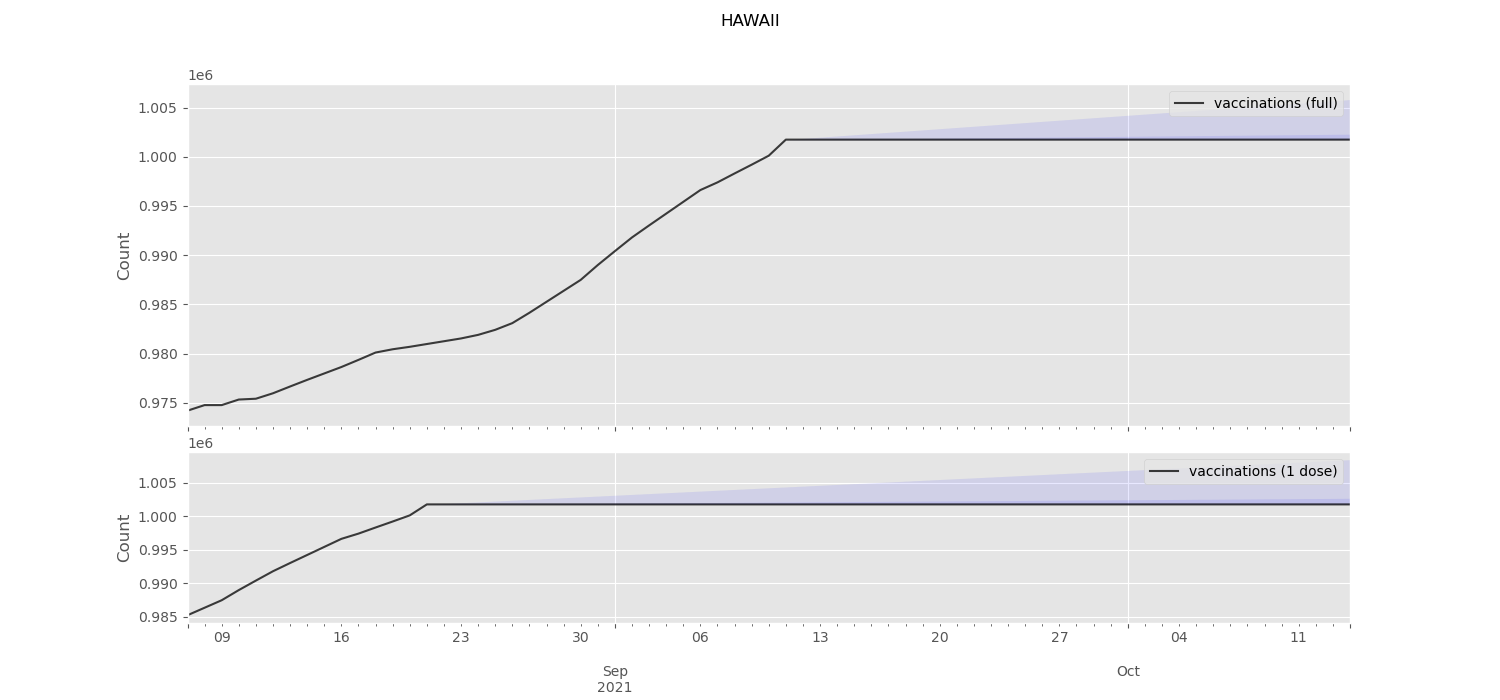 HAWAII
1e6
1.005
1.000
0.995
0.990
0.985
0.980
0.975
Count
vaccinations (full)
1e6
1.005
1.000
0.995
0.990
0.985
Count
vaccinations (1 dose)
09 16 23 30 06 13 20 27 04 11
Sep Oct
2021